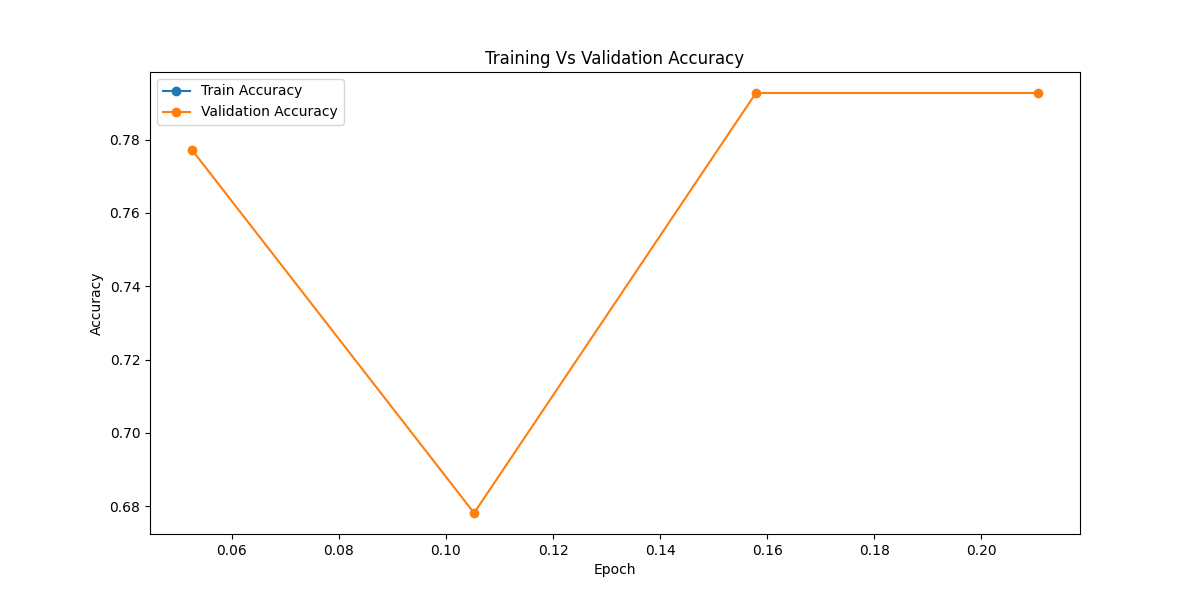 Training Vs Validation Accuracy
Train Accuracy
Validation Accuracy
Accuracy
0.78
0.76
0.74
0.72
0.70
0.68
0.06 0.08 0.10 0.12 0.14 0.16 0.18 0.20
Epoch